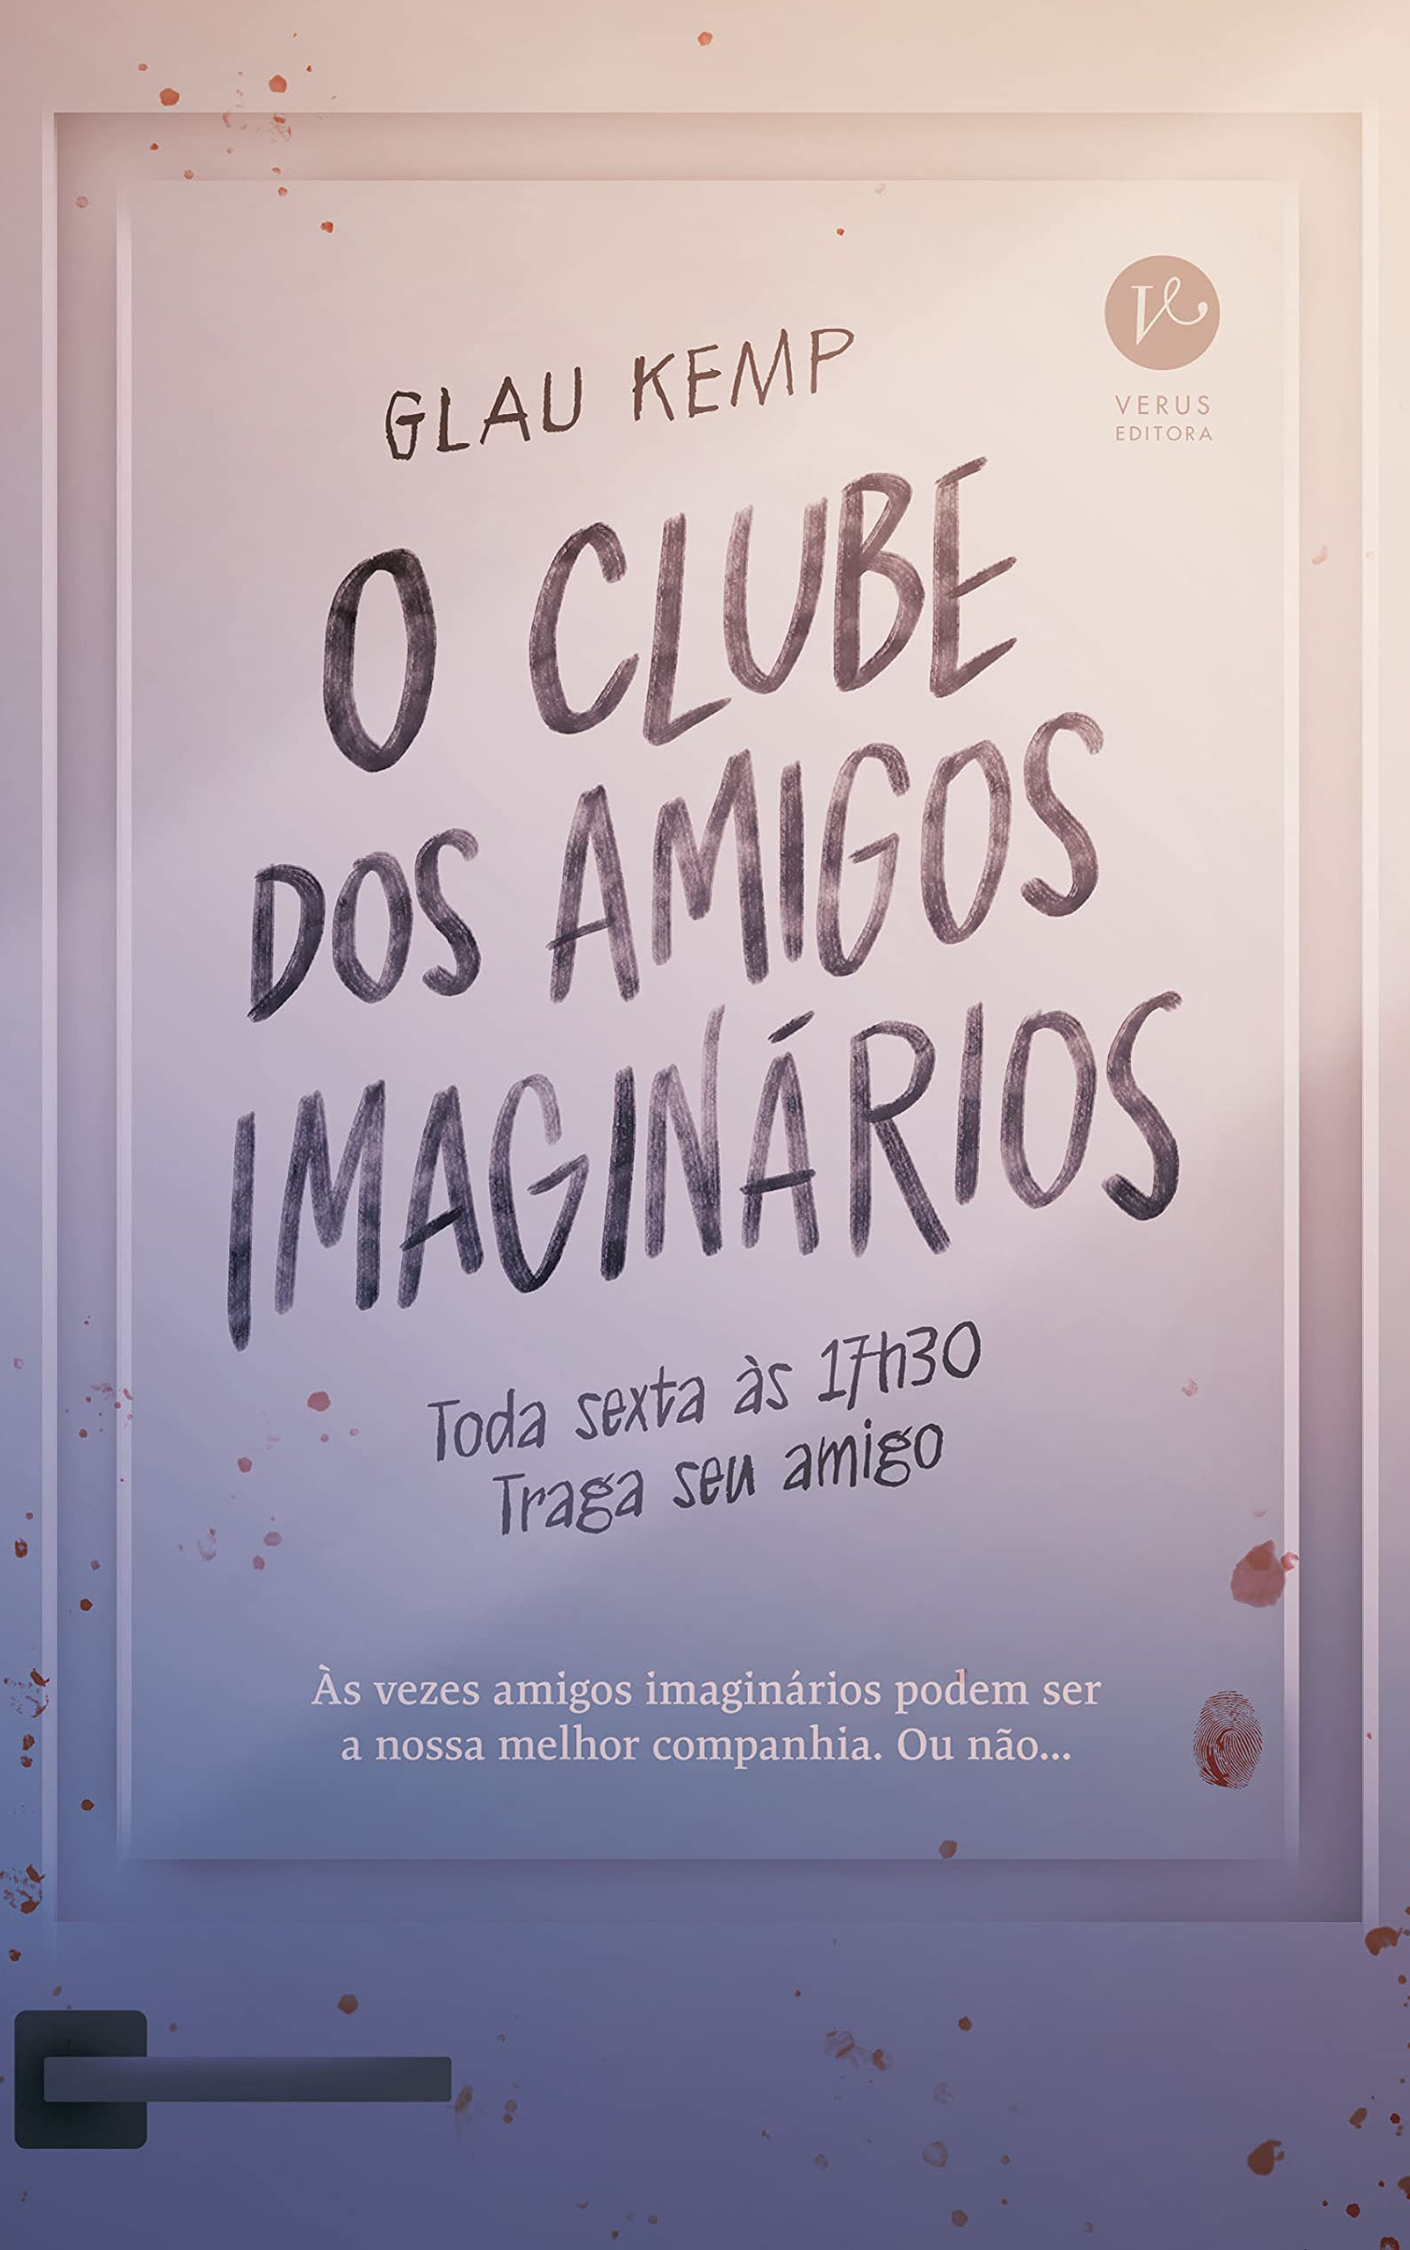 VERUS
EDITORA
GLAU KEMP
O CLUBE
DOS AMIGOS
IMAGINÁRIOS
Toda sexta às 17h30
Traga seu amigo
Às vezes amigos imaginários podem ser
a nossa melhor companhia. Ou não...